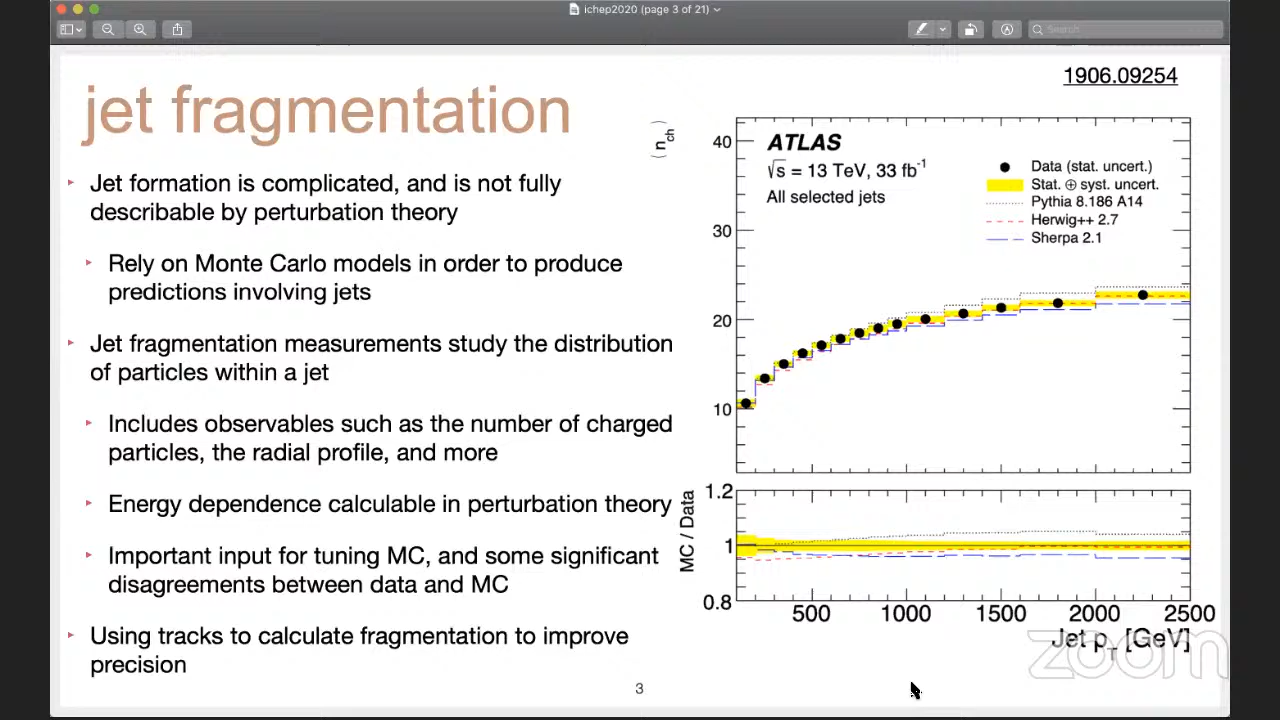 ichep2020 (page 3 of 21)
Search
1906.09254
jet fragmentation
Jet formation is complicated, and is not fully
describable by perturbation theory
Rely on Monte Carlo models in order to produce
predictions involving jets
Jet fragmentation measurements study the distribution
of particles within a jet
Includes observables such as the number of charged
particles, the radial profile, and more
Energy dependence calculable in perturbation theory
Important input for tuning MC, and some significant
disagreements between data and MC
Using tracks to calculate fragmentation to improve
precision
⟨ n_ch ⟩
40
30
20
10
ATLAS
√s = 13 TeV, 33 fb⁻¹
All selected jets
Data (stat. uncert.)
Stat. ⊕ syst. uncert.
Pythia 8.186 A14
Herwig++ 2.7
Sherpa 2.1
MC / Data
1.2
1
0.8
500 1000 1500 2000 2500
Jet p_T [GeV]
zoom
3